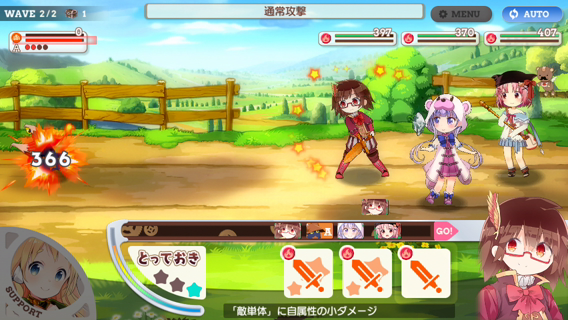 WAVE 2/2 1
通常攻撃
MENU
AUTO
0
397
370
407
A
366
A
GO!
とっておき
SUPPORT
「敵単体」に自属性の小ダメージ